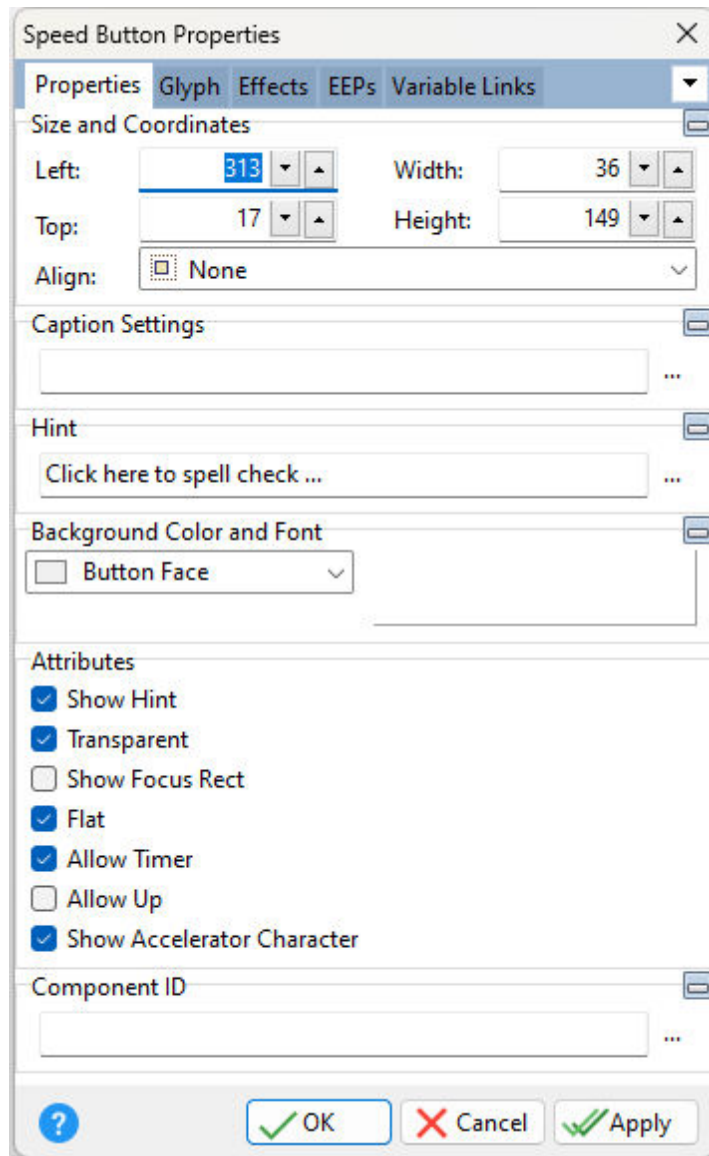 Speed Button Properties
Properties Glyph Effects EEPs Variable Links
Size and Coordinates
Left: 313 Width: 36
Top: 17 Height: 149
Align: None
Caption Settings
...
Hint
Click here to spell check ... ...
Background Color and Font
Button Face
Attributes
Show Hint
Transparent
Show Focus Rect
Flat
Allow Timer
Allow Up
Show Accelerator Character
Component ID
...
? OK Cancel Apply